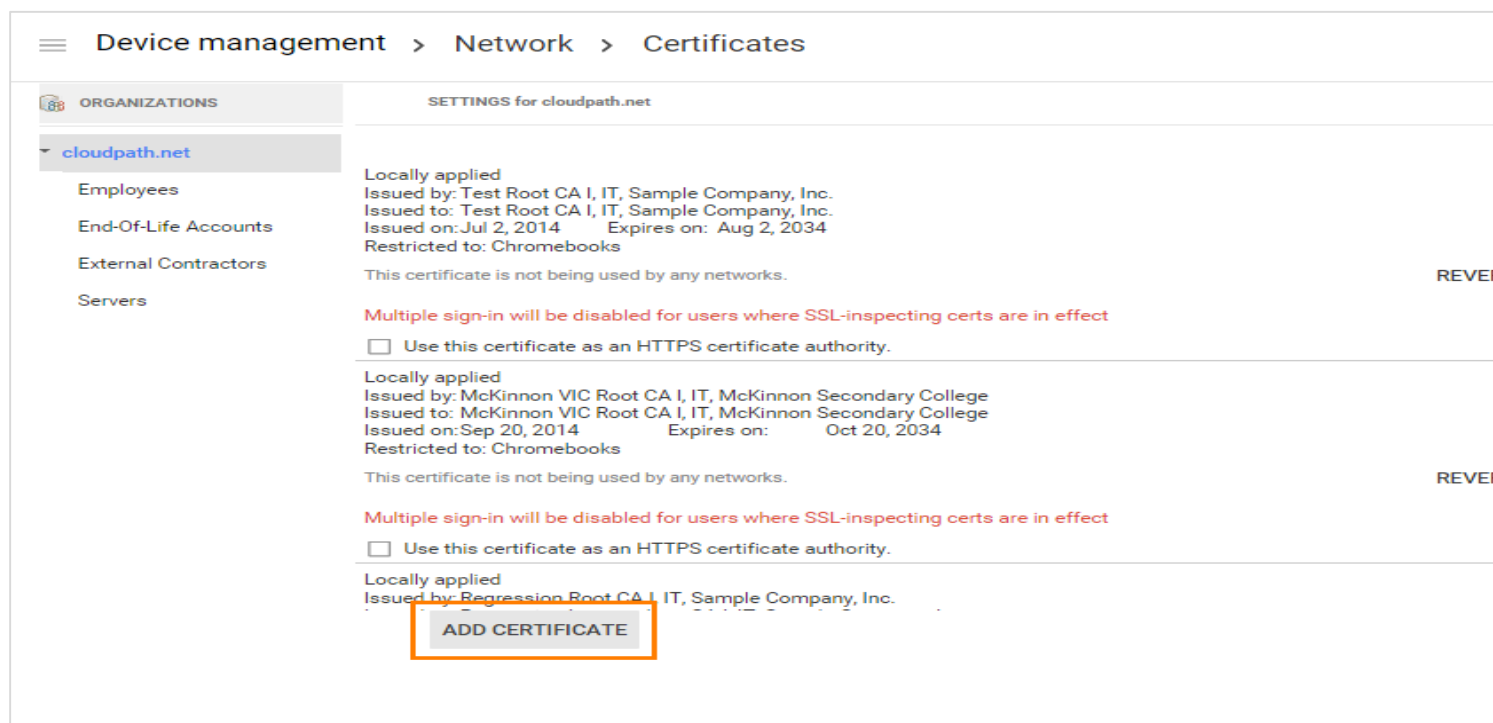 Device management > Network > Certificates
ORGANIZATIONS
SETTINGS for cloudpath.net
cloudpath.net
Employees
End-Of-Life Accounts
External Contractors
Servers
Locally applied
Issued by: Test Root CA I, IT, Sample Company, Inc.
Issued to: Test Root CA I, IT, Sample Company, Inc.
Issued on: Jul 2, 2014 Expires on: Aug 2, 2034
Restricted to: Chromebooks
This certificate is not being used by any networks.
Multiple sign-in will be disabled for users where SSL-inspecting certs are in effect
Use this certificate as an HTTPS certificate authority.
Locally applied
Issued by: McKinnon VIC Root CA I, IT, McKinnon Secondary College
Issued to: McKinnon VIC Root CA I, IT, McKinnon Secondary College
Issued on: Sep 20, 2014 Expires on: Oct 20, 2034
Restricted to: Chromebooks
This certificate is not being used by any networks.
Multiple sign-in will be disabled for users where SSL-inspecting certs are in effect
Use this certificate as an HTTPS certificate authority.
Locally applied
Issued by: Regression Root CA I, IT, Sample Company, Inc.
ADD CERTIFICATE